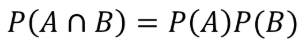 P(A ∩ B) = P(A)P(B)